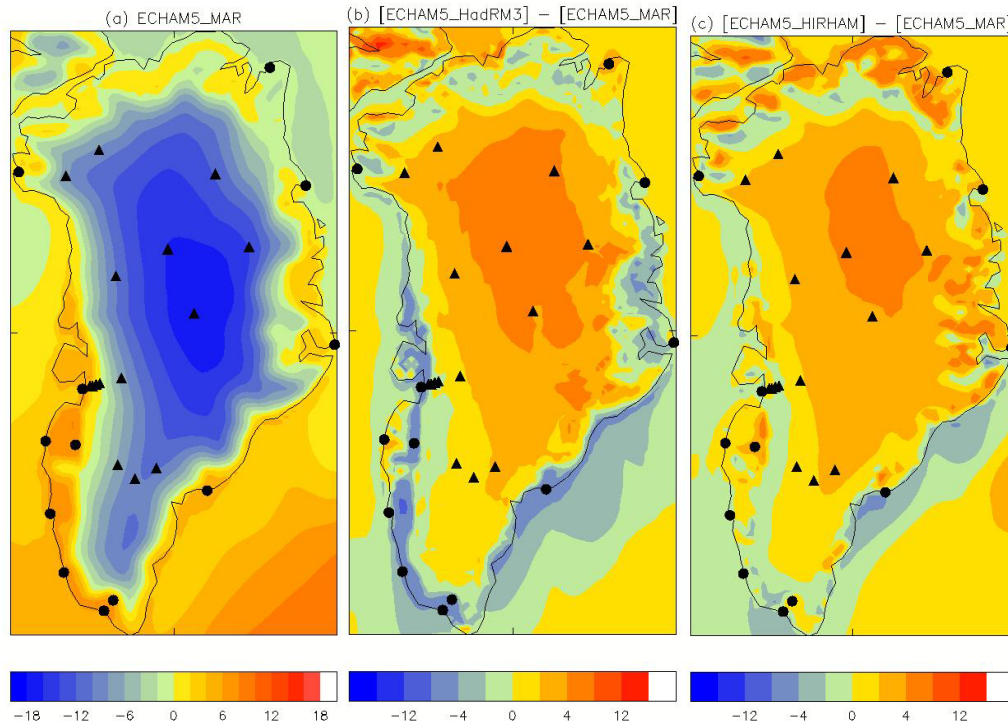 (a) ECHAM5_MAR
(b) [ECHAM5_HadRM3] – [ECHAM5_MAR]
(c) [ECHAM5_HIRHAM] – [ECHAM5_MAR]
−18 −12 −6 0 6 12 18
−12 −4 0 4 12
−12 −4 0 4 12